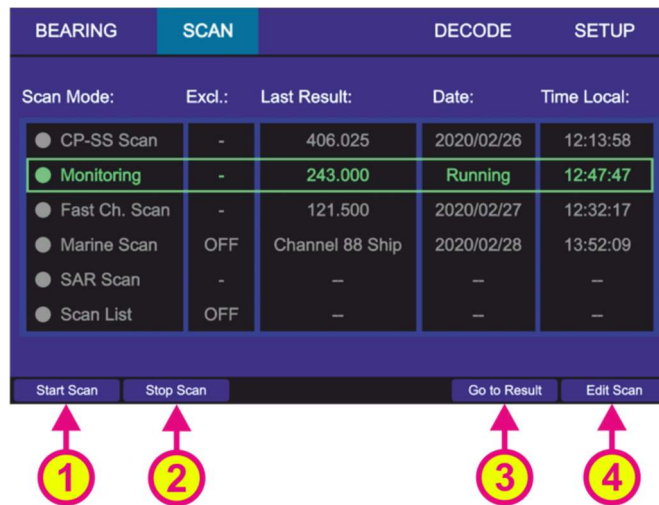 BEARING SCAN DECODE SETUP
Scan Mode: Excl.: Last Result: Date: Time Local:
CP-SS Scan - 406.025 2020/02/26 12:13:58
Monitoring - 243.000 Running 12:47:47
Fast Ch. Scan - 121.500 2020/02/27 12:32:17
Marine Scan OFF Channel 88 Ship 2020/02/28 13:52:09
SAR Scan - -- -- --
Scan List OFF -- -- --
Start Scan Stop Scan Go to Result Edit Scan
1 2 3 4